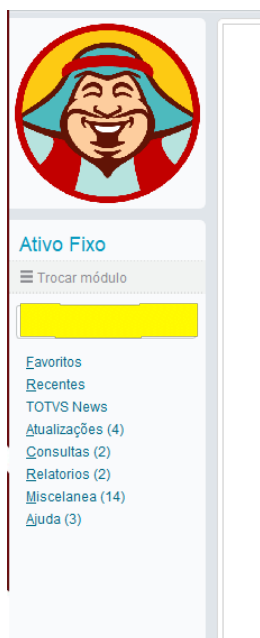 Ativo Fixo
Trocar módulo
Favoritos
Recentes
TOTVS News
Atualizações (4)
Consultas (2)
Relatorios (2)
Miscelanea (14)
Ajuda (3)